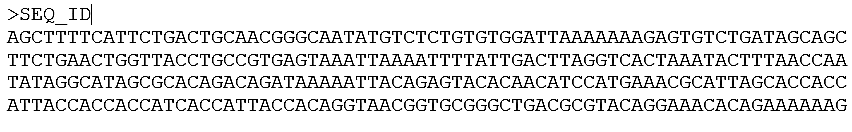 >SEQ_ID
AGCTTTTCATTCTGACTGCAACGGGCAATATGTCTCTGTGTGGATTAAAAAAAGAGTGTCTGATAGCAGC
TTCTGAACTGGTTACCTGCCGTGAGTAAATTAAAATTTTATTGACTTAGGTCACTAAATACTTTAACCAA
TATAGGCATAGCGCACAGACAGATAAAAATTACAGAGTACACAACATCCATGAAACGCATTAGCACCACC
ATTACCACCACCATCACCATTACCACAGGTAACGGTGCGGGCTGACGCGTACAGGAAACACAGAAAAAAG